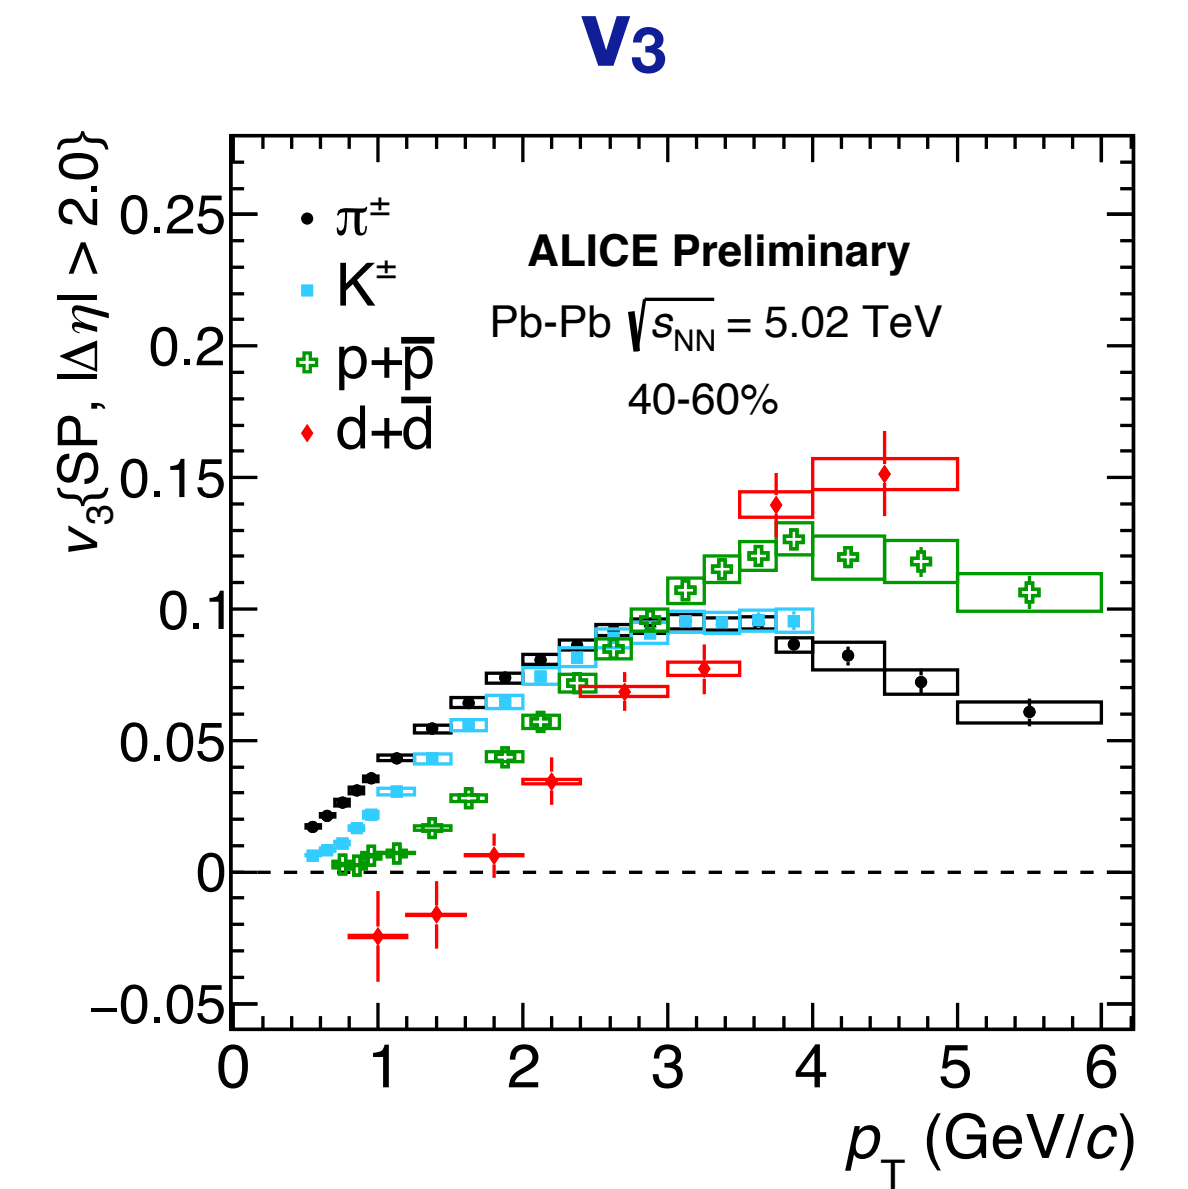 v3
v3{SP, |Δη| > 2.0}
0.25
0.2
0.15
0.1
0.05
0
−0.05
π±
K±
p+p̅
d+d̅
ALICE Preliminary
Pb-Pb √sNN = 5.02 TeV
40-60%
0 1 2 3 4 5 6
pT (GeV/c)